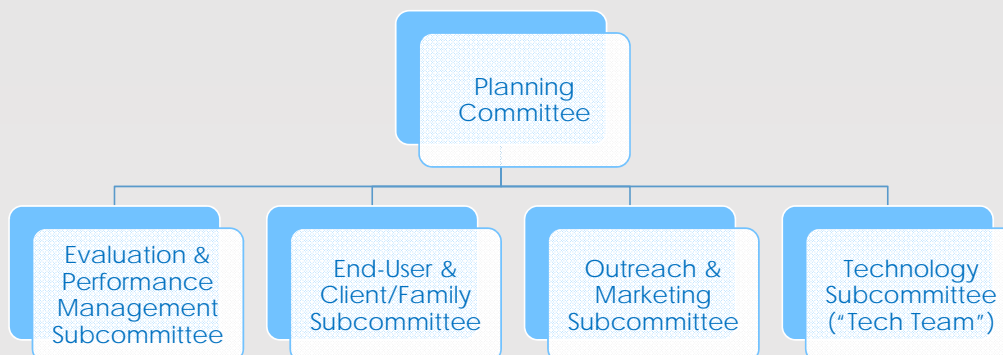 Planning
Committee
Evaluation &
Performance
Management
Subcommittee
End-User &
Client/Family
Subcommittee
Outreach &
Marketing
Subcommittee
Technology
Subcommittee
(“Tech Team”)